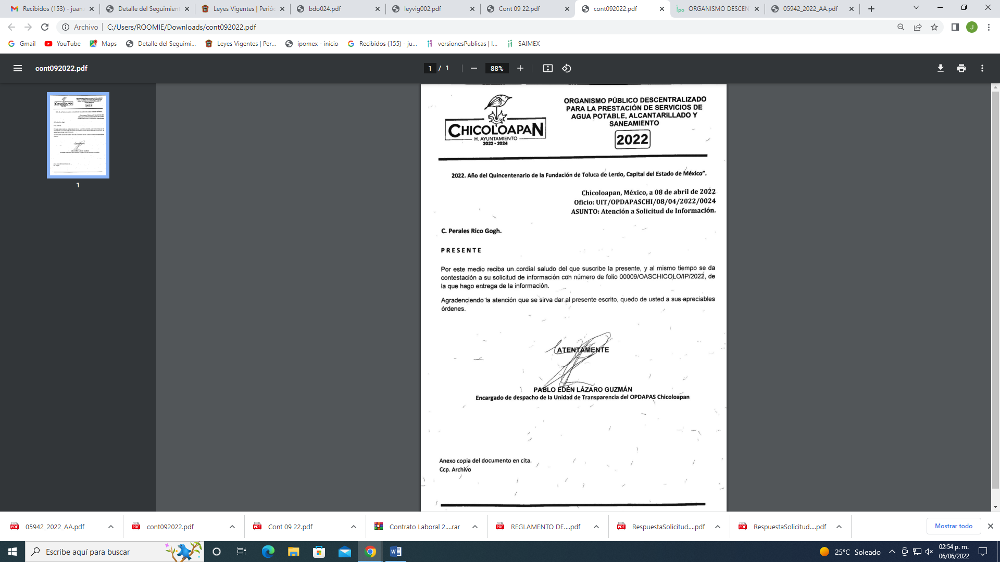 Recibidos (153) - juan.
Detalle del Seguimient
Leyes Vigentes | Perióc
bdo024.pdf
leyvig002.pdf
Cont 09 22.pdf
cont092022.pdf
ORGANISMO DESCEN
05942_2022_AA.pdf
Archivo
C:/Users/ROOMIE/Downloads/cont092022.pdf
J
Gmail
YouTube
Maps
Detalle del Seguimi...
Leyes Vigentes | Per...
ipomex - inicio
Recibidos (155) - ju...
versionesPublicas | I...
SAIMEX
cont092022.pdf
1 / 1
88%
1
CHICOLOAPAN
H. AYUNTAMIENTO
2022 • 2024
ORGANISMO PÚBLICO DESCENTRALIZADO
PARA LA PRESTACIÓN DE SERVICIOS DE
AGUA POTABLE, ALCANTARILLADO Y
SANEAMIENTO
2022
2022. Año del Quincentenario de la Fundación de Toluca de Lerdo, Capital del Estado de México”.
Chicoloapan, México, a 08 de abril de 2022
Oficio: UIT/OPDAPASCHI/08/04/2022/0024
ASUNTO: Atención a Solicitud de Información.
C. Perales Rico Gogh.
P R E S E N T E
Por este medio reciba un cordial saludo del que suscribe la presente, y al mismo tiempo se da
contestación a su solicitud de información con número de folio 00009/OASCHICOLO/IP/2022, de
la que hago entrega de la información.
Agradenciendo la atención que se sirva dar al presente escrito, quedo de usted a sus apreciables
órdenes.
ATENTAMENTE
PABLO EDÉN LÁZARO GUZMÁN
Encargado de despacho de la Unidad de Transparencia del OPDAPAS Chicoloapan
Anexo copia del documento en cita.
Ccp. Archivo
05942_2022_AA.pdf
cont092022.pdf
Cont 09 22.pdf
Contrato Laboral 2....rar
REGLAMENTO DE....pdf
RespuestaSolicitud....pdf
RespuestaSolicitud....pdf
Mostrar todo
Escribe aquí para buscar
25°C Soleado
02:54 p. m.
06/06/2022